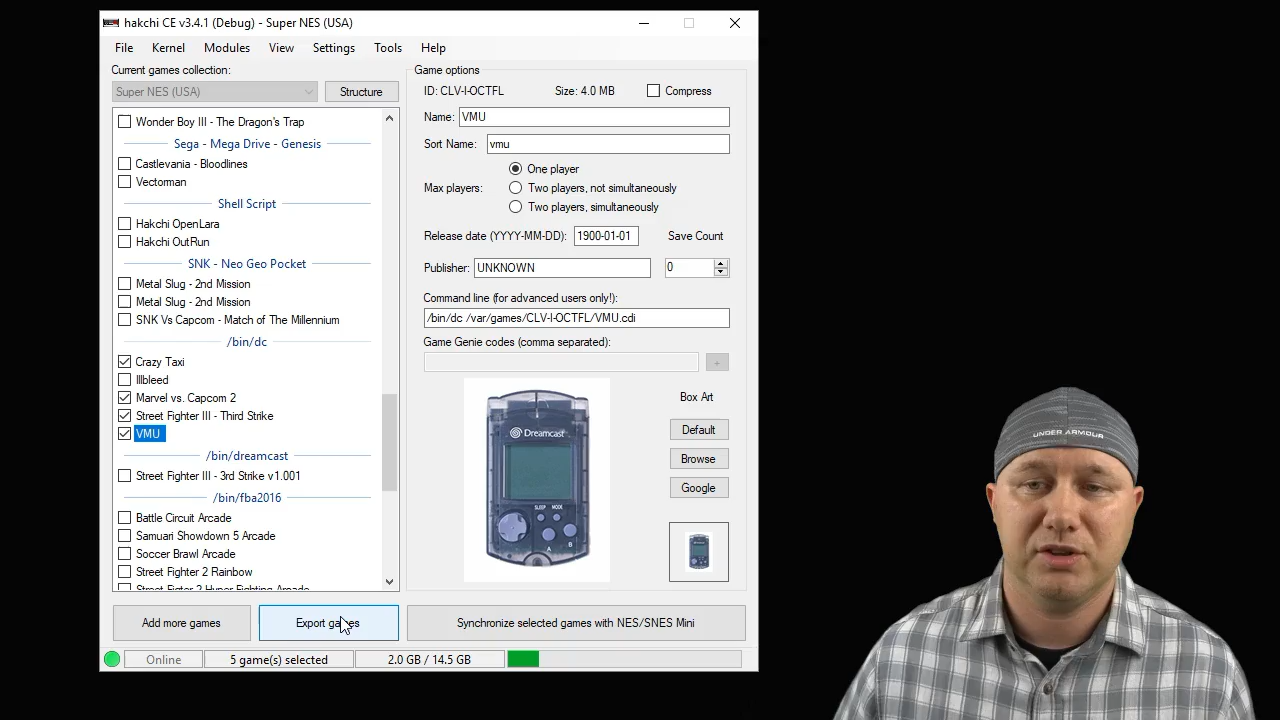 hakchi CE v3.4.1 (Debug) - Super NES (USA)
File Kernel Modules View Settings Tools Help
Current games collection:
Super NES (USA)
Structure
Wonder Boy III - The Dragon's Trap
Sega - Mega Drive - Genesis
Castlevania - Bloodlines
Vectorman
Shell Script
Hakchi OpenLara
Hakchi OutRun
SNK - Neo Geo Pocket
Metal Slug - 2nd Mission
Metal Slug - 2nd Mission
SNK Vs Capcom - Match of The Millennium
/bin/dc
Crazy Taxi
Illbleed
Marvel vs. Capcom 2
Street Fighter III - Third Strike
VMU
/bin/dreamcast
Street Fighter III - 3rd Strike v1.001
/bin/fba2016
Battle Circuit Arcade
Samuari Showdown 5 Arcade
Soccer Brawl Arcade
Street Fighter 2 Rainbow
Street Figter 2 Hyper Fighting Arcade
Game options
ID: CLV-I-OCTFL Size: 4.0 MB Compress
Name: VMU
Sort Name: vmu
Max players:
One player
Two players, not simultaneously
Two players, simultaneously
Release date (YYYY-MM-DD): 1900-01-01 Save Count
Publisher: UNKNOWN 0
Command line (for advanced users only!):
/bin/dc /var/games/CLV-I-OCTFL/VMU.cdi
Game Genie codes (comma separated):
+
Dreamcast
SLEEP MODE
A
B
Box Art
Default
Browse
Google
Add more games Export games Synchronize selected games with NES/SNES Mini
Online 5 game(s) selected 2.0 GB / 14.5 GB
UNDER ARMOUR